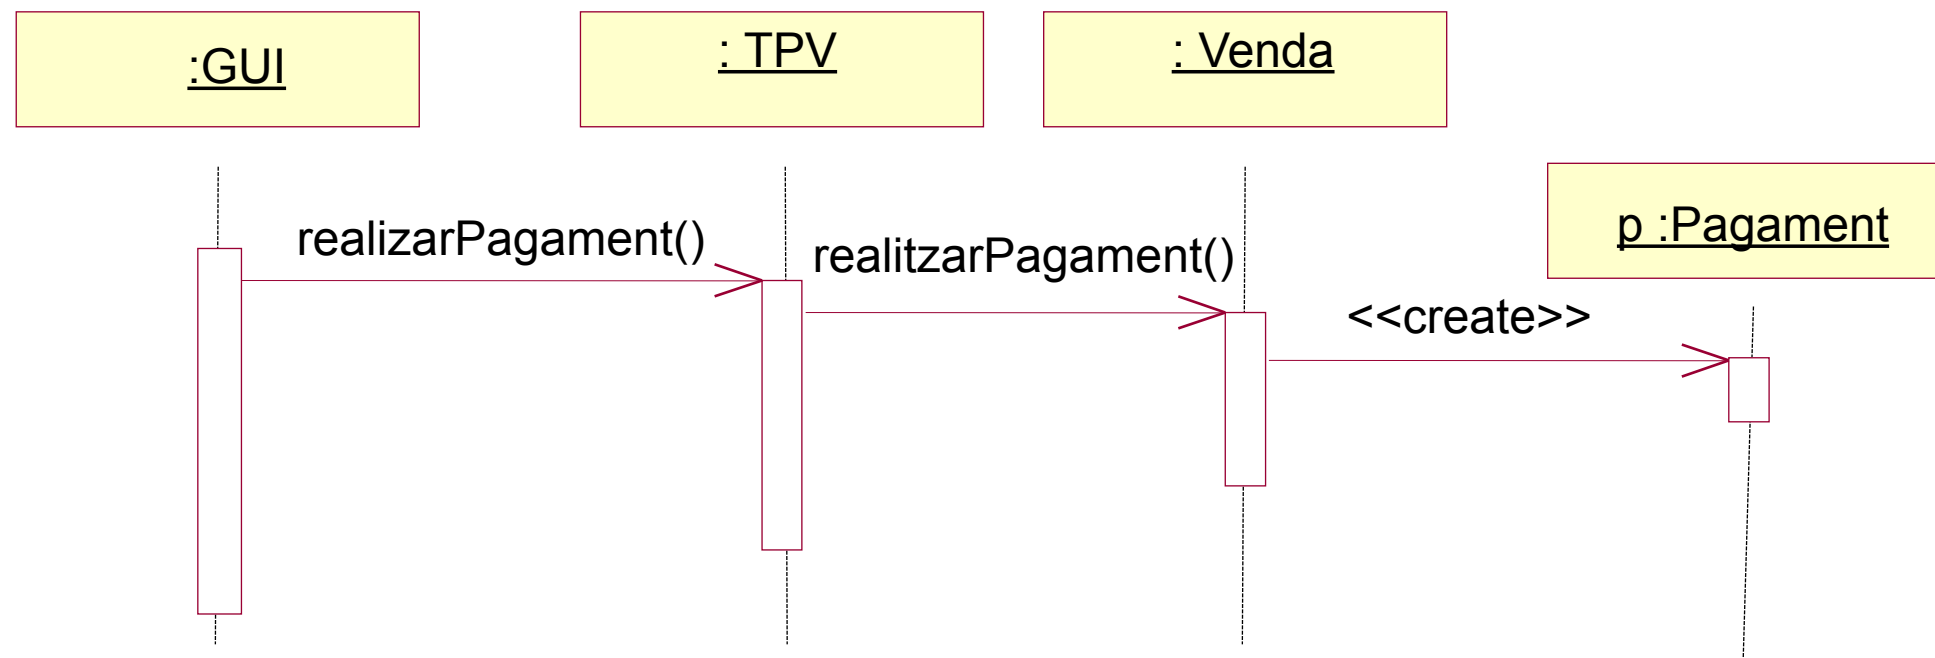 :GUI
: TPV
: Venda
p :Pagament
realizarPagament()
realitzarPagament()
<<create>>